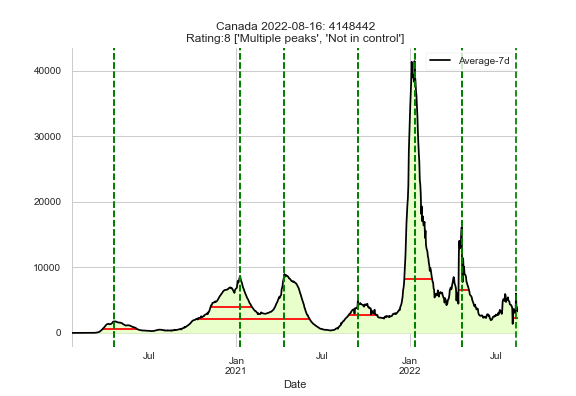 Canada 2022-08-16: 4148442
Rating:8 ['Multiple peaks', 'Not in control']
Average-7d
40000
30000
20000
10000
0
Jul
Jan
2021
Jul
Jan
2022
Jul
Date